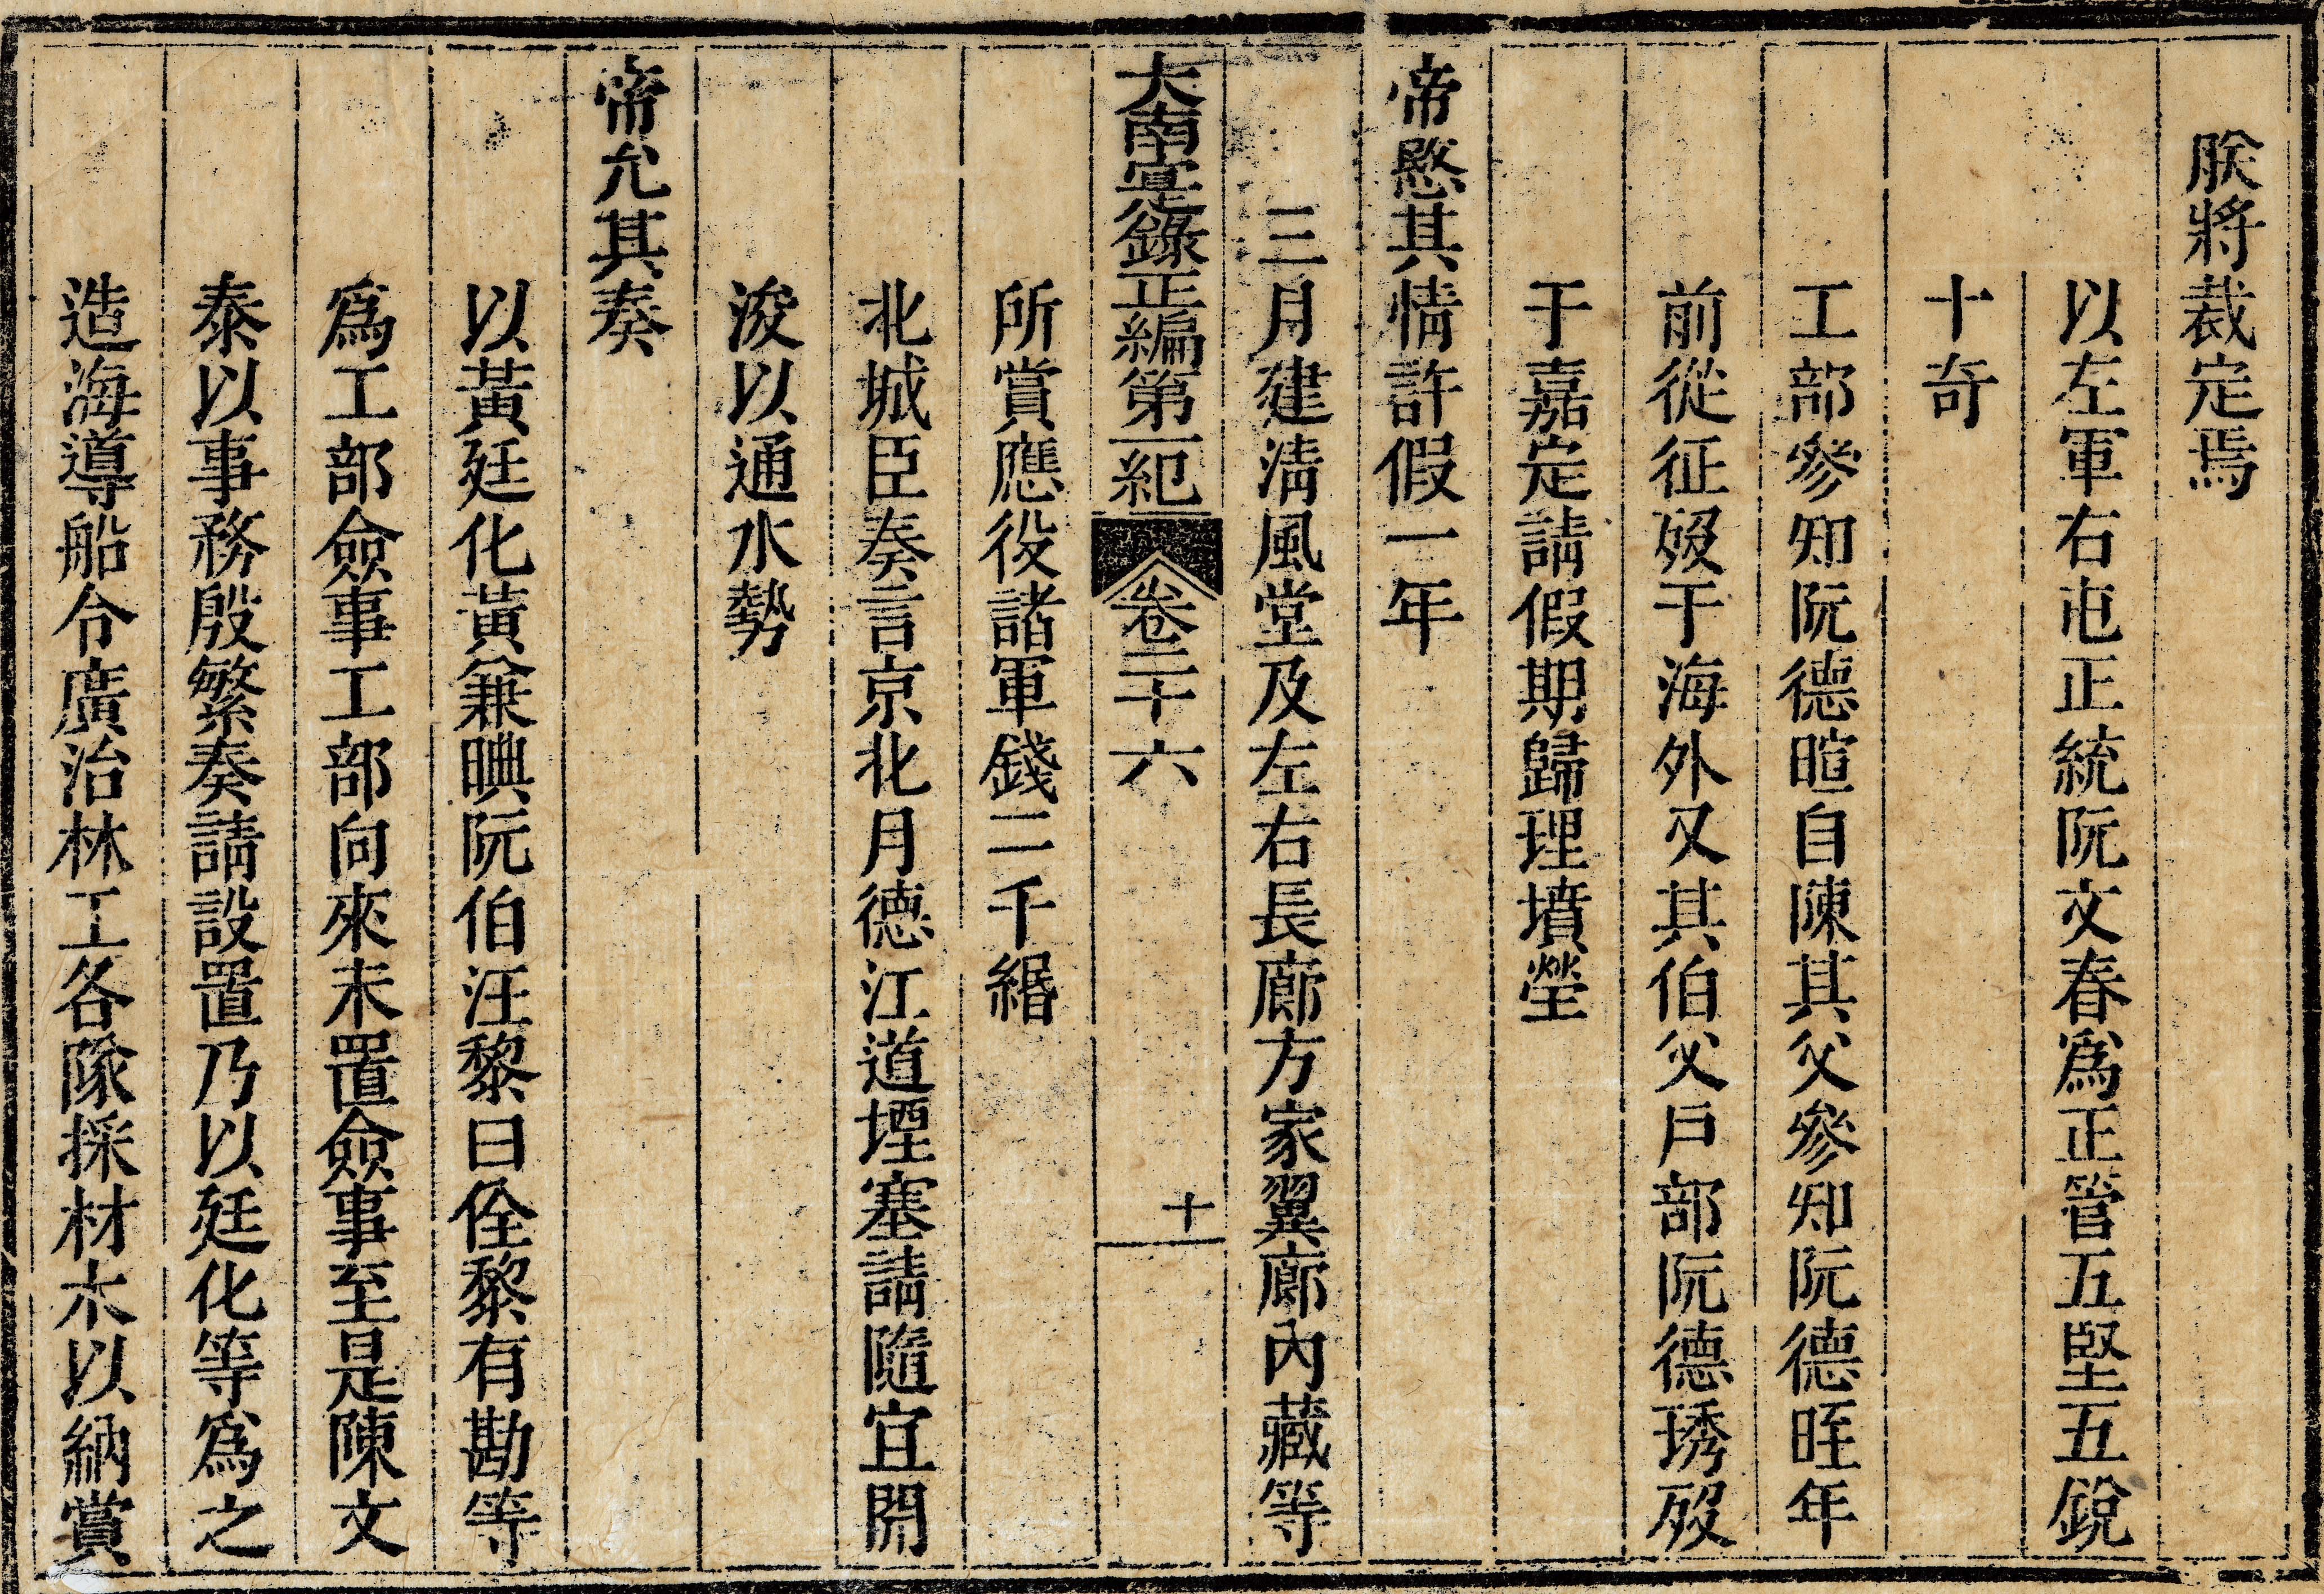 朕將裁定焉
以左軍右屯正統阮文春爲正管五堅五銳
十奇
工部參知阮德暄自陳其父參知阮德晊年
前從征歿于海外又其伯父戶部阮德琇歿
于嘉定請假期歸理墳塋
帝愍其情許假一年
三月建清風堂及左右長廊方家翼廊內藏等
大南寔錄正編第一紀 卷二十六 十
所賞應役諸軍錢二千緡
北城臣奏言京北月德江道堙塞請隨宜開
浚以通水勢
帝允其奏
以黃廷化黃兼㬏阮伯汪黎曰佺黎有勘等
爲工部僉事工部向來未置僉事至是陳文
泰以事務殷繁奏請設置乃以廷化等爲之
造海導船令廣治林工各隊採材木以納賞